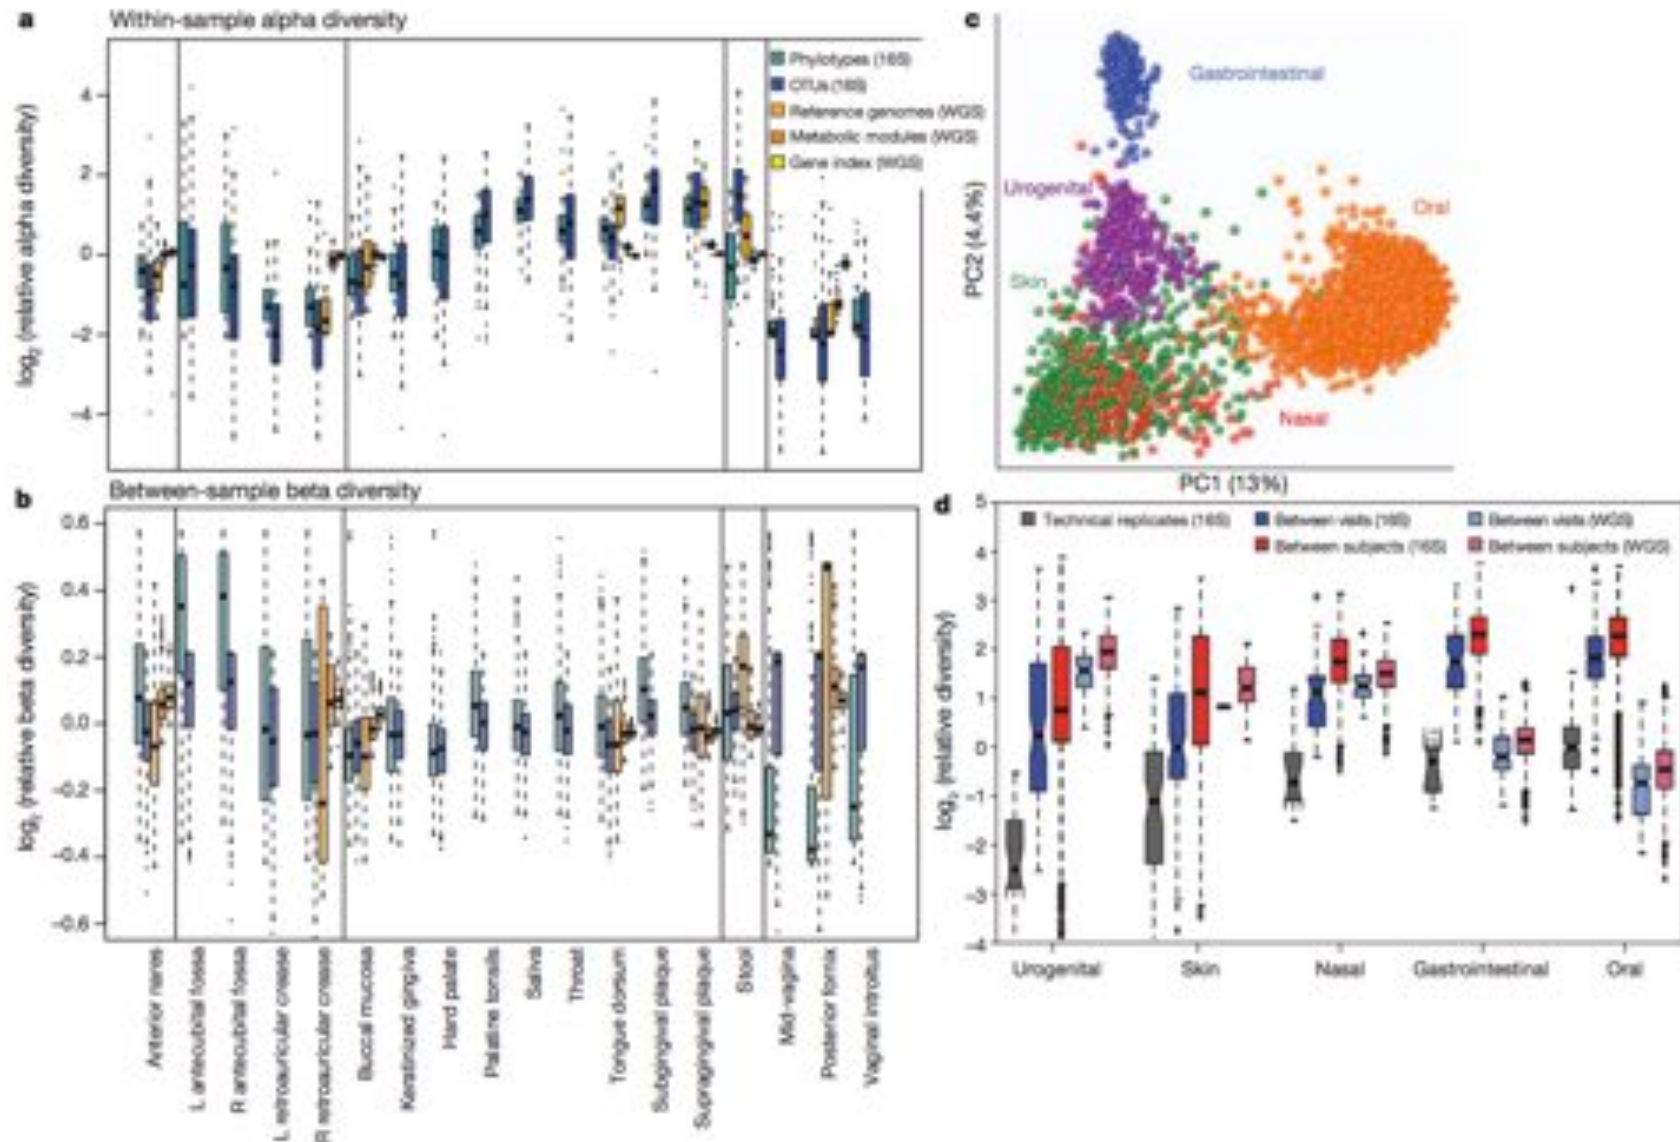 a Within-sample alpha diversity
log2 (relative alpha diversity)
4
2
0
−2
−4
Phylotypes (16S)
OTUs (16S)
Reference genomes (WGS)
Metabolic modules (WGS)
Gene index (WGS)
b Between-sample beta diversity
log2 (relative beta diversity)
0.6
0.4
0.2
0.0
−0.2
−0.4
−0.6
Anterior nares
L antecubital fossa
R antecubital fossa
L retroauricular crease
R retroauricular crease
Buccal mucosa
Keratinized gingiva
Hard palate
Palatine tonsils
Saliva
Throat
Tongue dorsum
Subgingival plaque
Supragingival plaque
Stool
Mid-vagina
Posterior fornix
Vaginal introitus
c
Gastrointestinal
Urogenital
Oral
Skin
Nasal
PC2 (4.4%)
PC1 (13%)
d
Technical replicates (16S)
Between visits (16S)
Between visits (WGS)
Between subjects (16S)
Between subjects (WGS)
log2 (relative diversity)
5
4
3
2
1
0
−1
−2
−3
−4
Urogenital
Skin
Nasal
Gastrointestinal
Oral